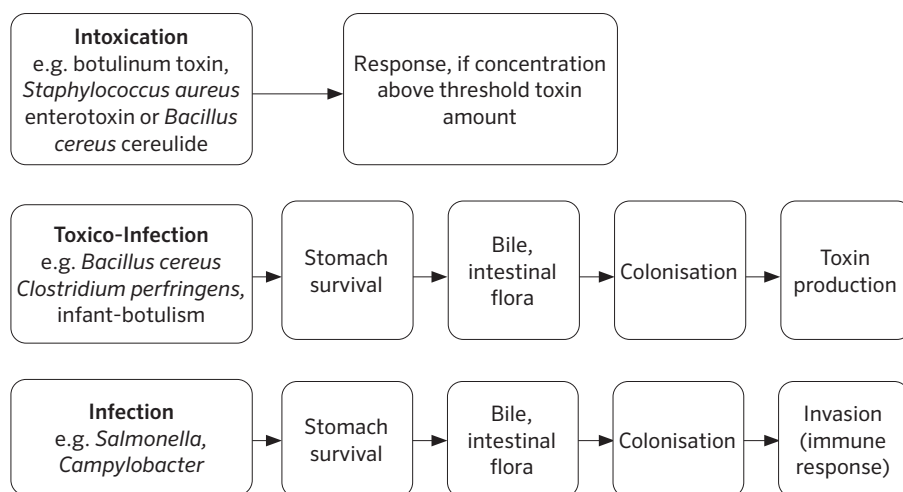 Intoxication
e.g. botulinum toxin,
Staphylococcus aureus
enterotoxin or Bacillus
cereus cereulide
Response, if concentration
above threshold toxin
amount
Toxico-Infection
e.g. Bacillus cereus
Clostridium perfringens,
infant-botulism
Stomach
survival
Bile,
intestinal
flora
Colonisation
Toxin
production
Infection
e.g. Salmonella,
Campylobacter
Stomach
survival
Bile,
intestinal
flora
Colonisation
Invasion
(immune
response)